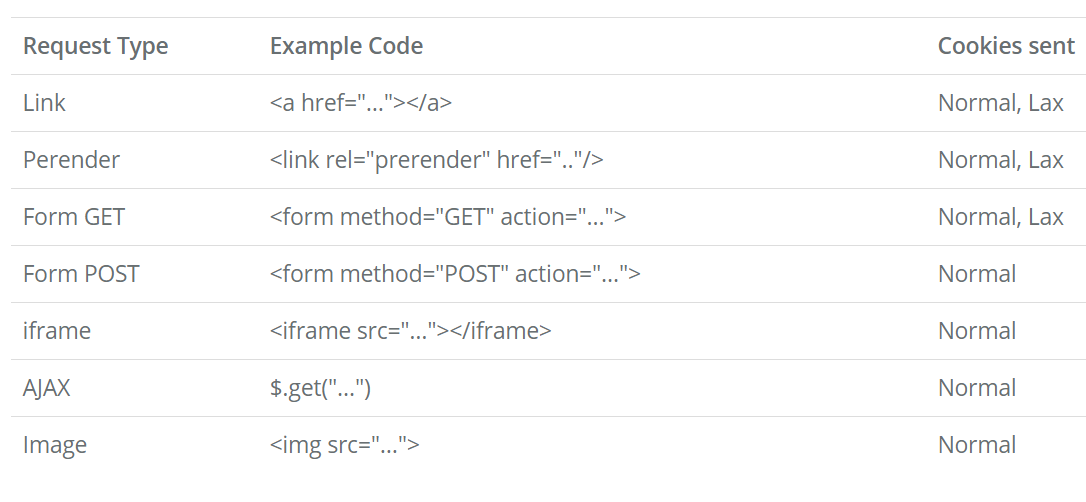 Request Type Example Code Cookies sent
Link <a href="..."></a> Normal, Lax
Perender <link rel="prerender" href=".."/> Normal, Lax
Form GET <form method="GET" action="..."> Normal, Lax
Form POST <form method="POST" action="..."> Normal
iframe <iframe src="..."></iframe> Normal
AJAX $.get("...") Normal
Image <img src="..."> Normal